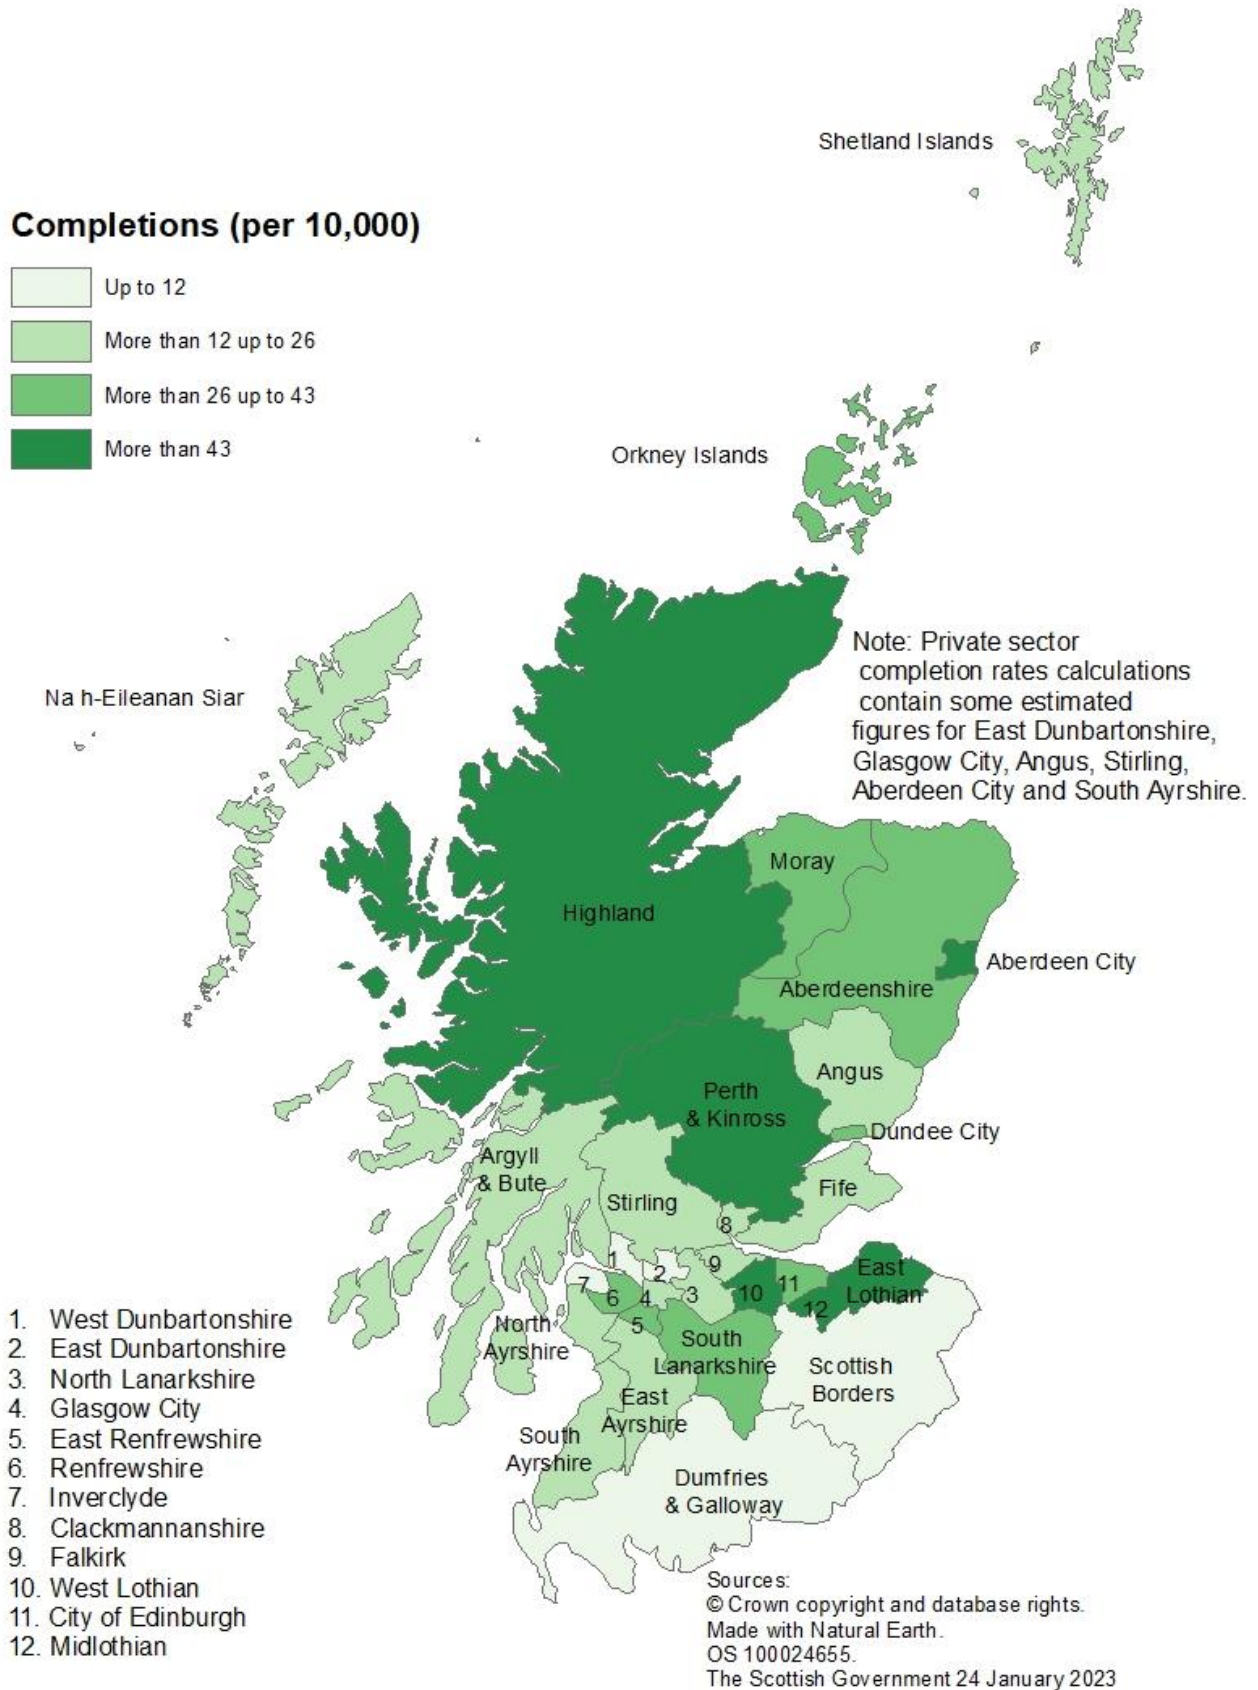 Shetland Islands
Completions (per 10,000)
Up to 12
More than 12 up to 26
More than 26 up to 43
More than 43
Orkney Islands
Note: Private sector
completion rates calculations
contain some estimated
figures for East Dunbartonshire,
Glasgow City, Angus, Stirling,
Aberdeen City and South Ayrshire.
Na h-Eileanan Siar
Moray
Highland
Aberdeen City
Aberdeenshire
Angus
Perth
& Kinross
Dundee City
Argyll
& Bute
Fife
Stirling
8
1
2
9
7
6
4
3
10
11
12
East
Lothian
5
North
Ayrshire
South
Lanarkshire
Scottish
Borders
East
Ayrshire
South
Ayrshire
Dumfries
& Galloway
1. West Dunbartonshire
2. East Dunbartonshire
3. North Lanarkshire
4. Glasgow City
5. East Renfrewshire
6. Renfrewshire
7. Inverclyde
8. Clackmannanshire
9. Falkirk
10. West Lothian
11. City of Edinburgh
12. Midlothian
Sources:
© Crown copyright and database rights.
Made with Natural Earth.
OS 100024655.
The Scottish Government 24 January 2023